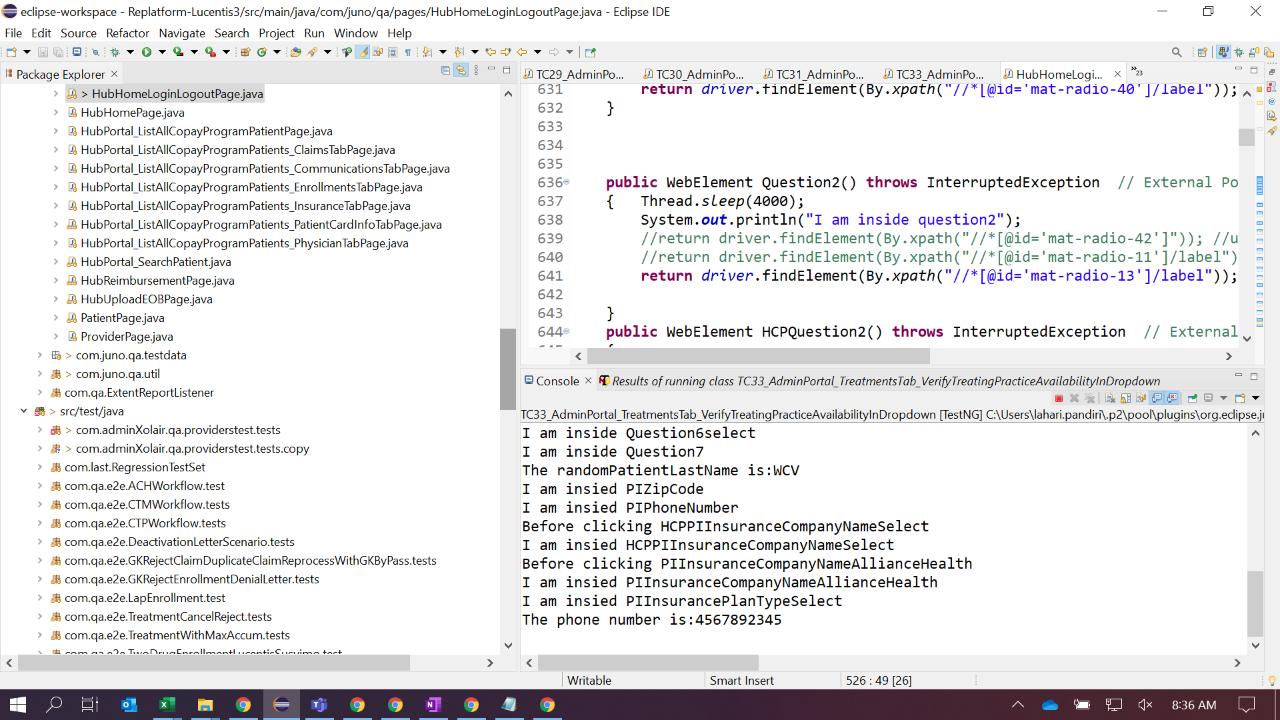 eclipse-workspace - Replatform-Lucentis3/src/main/java/com/juno/qa/pages/HubHomeLoginLogoutPage.java - Eclipse IDE
File Edit Source Refactor Navigate Search Project Run Window Help
Package Explorer
> HubHomeLoginLogoutPage.java
HubHomePage.java
HubPortal_ListAllCopayProgramPatientPage.java
HubPortal_ListAllCopayProgramPatients_ClaimsTabPage.java
HubPortal_ListAllCopayProgramPatients_CommunicationsTabPage.java
HubPortal_ListAllCopayProgramPatients_EnrollmentsTabPage.java
HubPortal_ListAllCopayProgramPatients_InsuranceTabPage.java
HubPortal_ListAllCopayProgramPatients_PatientCardInfoTabPage.java
HubPortal_ListAllCopayProgramPatients_PhysicianTabPage.java
HubPortal_SearchPatient.java
HubReimbursementPage.java
HubUploadEOBPage.java
PatientPage.java
ProviderPage.java
> com.juno.qa.testdata
> com.juno.qa.util
com.qa.ExtentReportListener
> src/test/java
> com.adminXolair.qa.providerstest.tests
> com.adminXolair.qa.providerstest.tests.copy
com.last.RegressionTestSet
com.qa.e2e.ACHWorkflow.test
com.qa.e2e.CTMWorkflow.tests
com.qa.e2e.CTPWorkflow.tests
com.qa.e2e.DeactivationLetterScenario.tests
com.qa.e2e.GKRejectClaimDuplicateClaimReprocessWithGKByPass.tests
com.qa.e2e.GKRejectEnrollmentDenialLetter.tests
com.qa.e2e.LapEnrollment.test
com.qa.e2e.TreatmentCancelReject.tests
com.qa.e2e.TreatmentWithMaxAccum.tests
com.qa.e2e.TwoDrugEnrollmentLucentisSusvimo.test
TC29_AdminPo... TC30_AdminPo... TC31_AdminPo... TC33_AdminPo... HubHomeLogi... 23
631 return driver.findElement(By.xpath("//*[@id='mat-radio-40']/label"));
632 }
633
634
635
636 public WebElement Question2() throws InterruptedException // External Po
637 { Thread.sleep(4000);
638 System.out.println("I am inside question2");
639 //return driver.findElement(By.xpath("//*[@id='mat-radio-42']")); //u
640 //return driver.findElement(By.xpath("//*[@id='mat-radio-11']/label")
641 return driver.findElement(By.xpath("//*[@id='mat-radio-13']/label"));
642
643 }
644 public WebElement HCPQuestion2() throws InterruptedException // External
Console Results of running class TC33_AdminPortal_TreatmentsTab_VerifyTreatingPracticeAvailabilityInDropdown
TC33_AdminPortal_TreatmentsTab_VerifyTreatingPracticeAvailabilityInDropdown [TestNG] C:\Users\lahari.pandiri\.p2\pool\plugins\org.eclipse.ju
I am inside Question6select
I am inside Question7
The randomPatientLastName is:WCV
I am insied PIZipCode
I am insied PIPhoneNumber
Before clicking HCPPIInsuranceCompanyNameSelect
I am insied HCPPIInsuranceCompanyNameSelect
Before clicking PIInsuranceCompanyNameAllianceHealth
I am insied PIInsuranceCompanyNameAllianceHealth
I am insied PIInsurancePlanTypeSelect
The phone number is:4567892345
Writable Smart Insert 526 : 49 [26]
8:36 AM